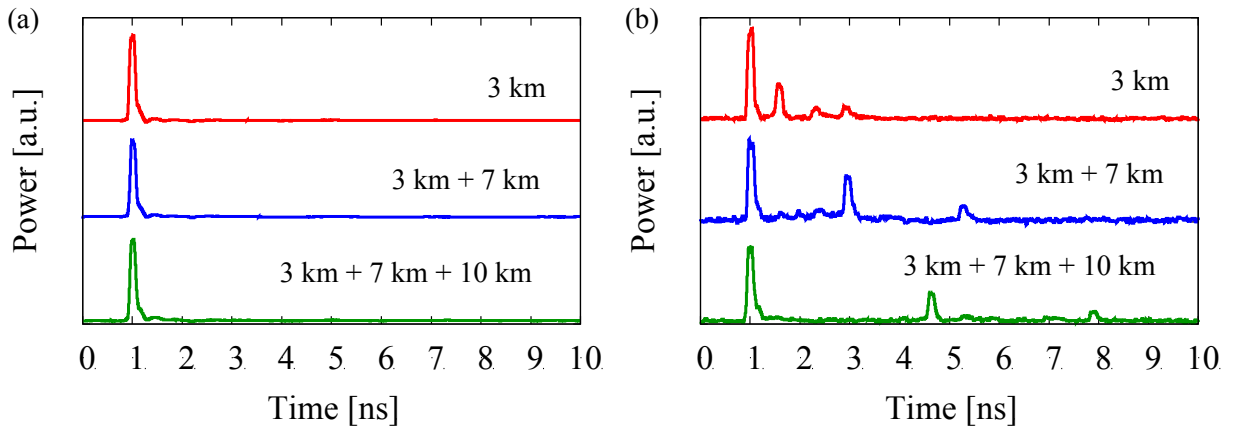 (a)
Power [a.u.]
3 km
3 km + 7 km
3 km + 7 km + 10 km
0. 1. 2. 3. 4. 5. 6. 7. 8. 9. 10.
Time [ns]
(b)
Power [a.u.]
3 km
3 km + 7 km
3 km + 7 km + 10 km
0. 1. 2. 3. 4. 5. 6. 7. 8. 9. 10.
Time [ns]